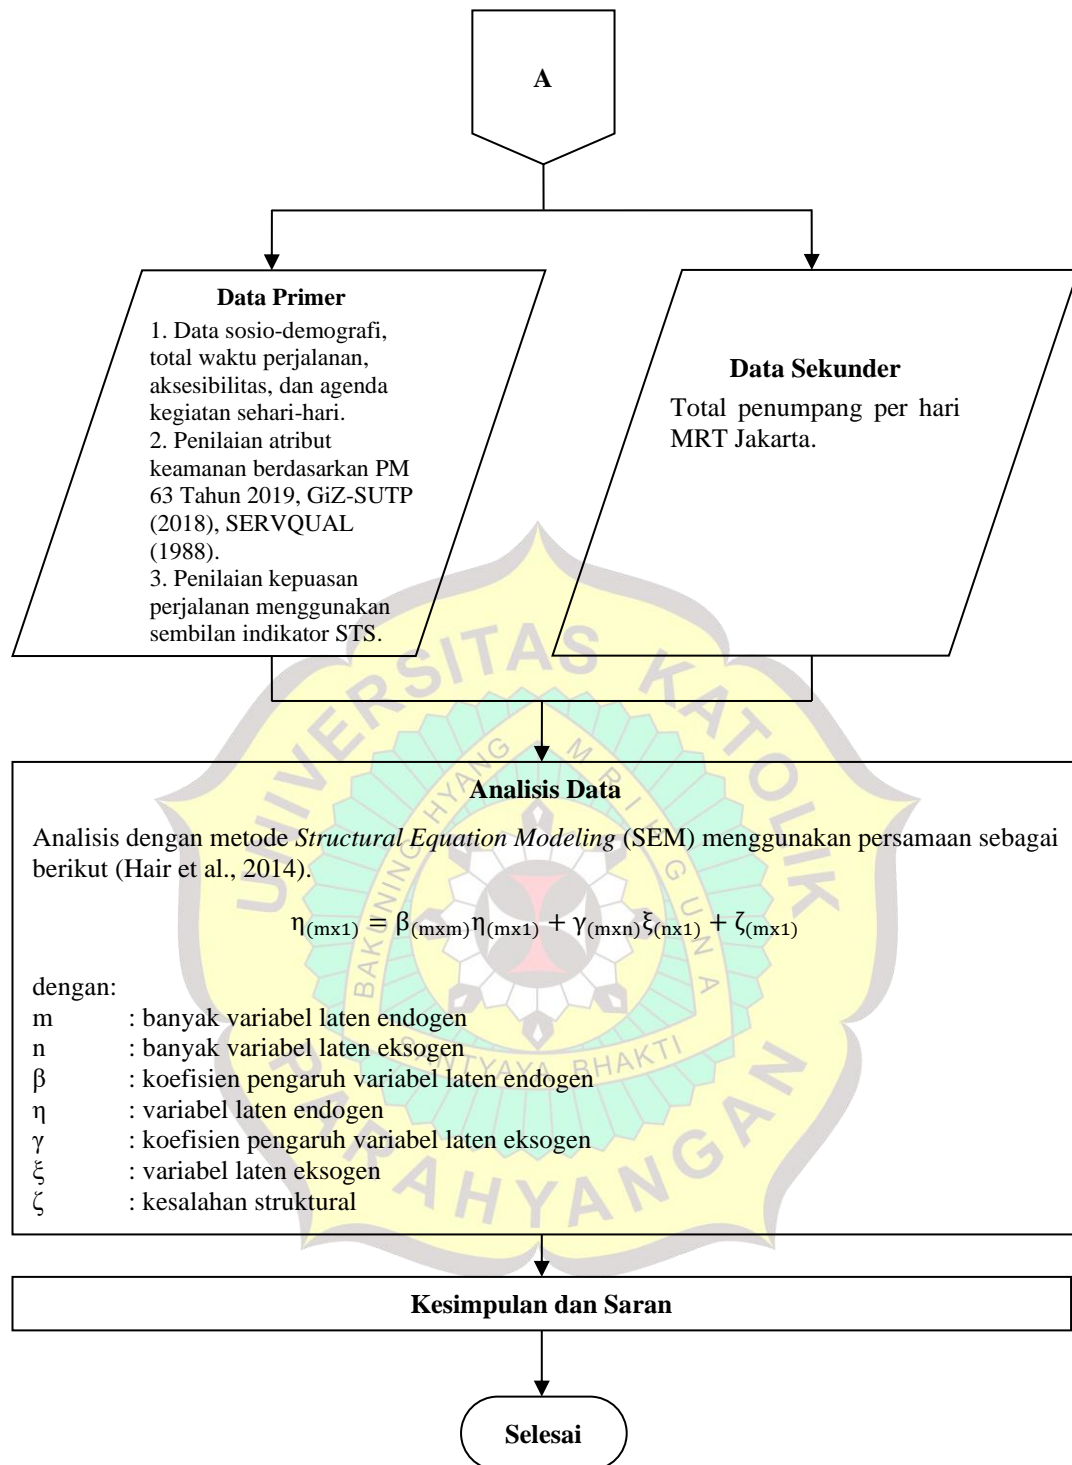 A
Data Primer
1. Data sosio-demografi,
total waktu perjalanan,
aksesibilitas, dan agenda
kegiatan sehari-hari.
2. Penilaian atribut
keamanan berdasarkan PM
63 Tahun 2019, GiZ-SUTP
(2018), SERVQUAL
(1988).
3. Penilaian kepuasan
perjalanan menggunakan
sembilan indikator STS.
Data Sekunder
Total penumpang per hari
MRT Jakarta.
Analisis Data
Analisis dengan metode Structural Equation Modeling (SEM) menggunakan persamaan sebagai
berikut (Hair et al., 2014).
η(mx1) = β(mxm)η(mx1) + γ(mxn)ξ(nx1) + ζ(mx1)
dengan:
m : banyak variabel laten endogen
n : banyak variabel laten eksogen
β : koefisien pengaruh variabel laten endogen
η : variabel laten endogen
γ : koefisien pengaruh variabel laten eksogen
ξ : variabel laten eksogen
ζ : kesalahan struktural
Kesimpulan dan Saran
Selesai
UNIVERSITAS KATOLIK
PARAHYANGAN
BAKUNING HYANG MRIH GUNA
SANTYAYA BHAKTI